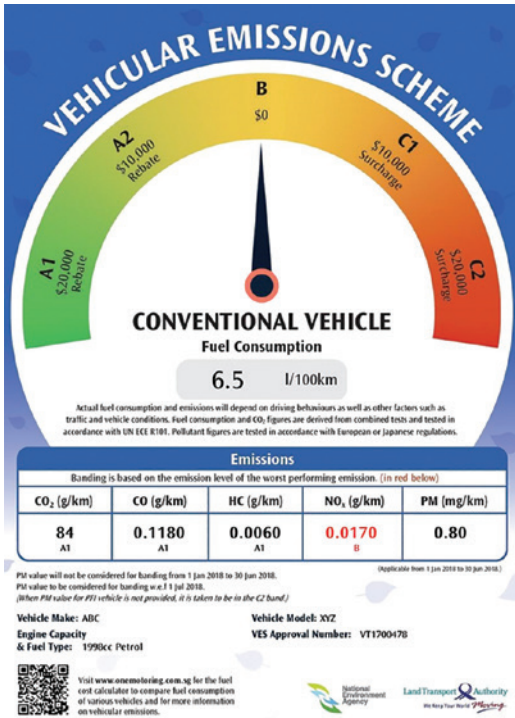 VEHICULAR EMISSIONS SCHEME
A1
$20,000
Rebate
A2
$10,000
Rebate
B
$0
C1
$10,000
Surcharge
C2
$20,000
Surcharge
CONVENTIONAL VEHICLE
Fuel Consumption
6.5 l/100km
Actual fuel consumption and emissions will depend on driving behaviours as well as other factors such as
traffic and vehicle conditions. Fuel consumption and CO₂ figures are derived from combined tests and tested in
accordance with UN ECE R101. Pollutant figures are tested in accordance with European or Japanese regulations.
Emissions
Banding is based on the emission level of the worst performing emission. (in red below)
CO₂ (g/km) CO (g/km) HC (g/km) NOₓ (g/km) PM (mg/km)
84 0.1180 0.0060 0.0170 0.80
A1 A1 A1 B
(Applicable from 1 Jan 2018 to 30 Jun 2018.)
PM value will not be considered for banding from 1 Jan 2018 to 30 Jun 2018.
PM value to be considered for banding w.e.f 1 Jul 2018.
(When PM value for PFI vehicle is not provided, it is taken to be in the C2 band.)
Vehicle Make: ABC Vehicle Model: XYZ
Engine Capacity VES Approval Number: VT1700478
& Fuel Type: 1998cc Petrol
Visit www.onemotoring.com.sg for the fuel
cost calculator to compare fuel consumption
of various vehicles and for more information
on vehicular emissions.
National
Environment
Agency
Land Transport Authority
We Keep Your World Moving